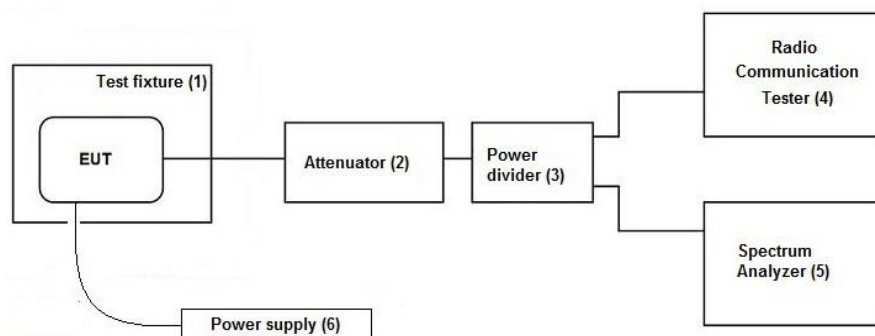 Test fixture (1)
EUT
Attenuator (2)
Power
divider (3)
Radio
Communication
Tester (4)
Spectrum
Analyzer (5)
Power supply (6)